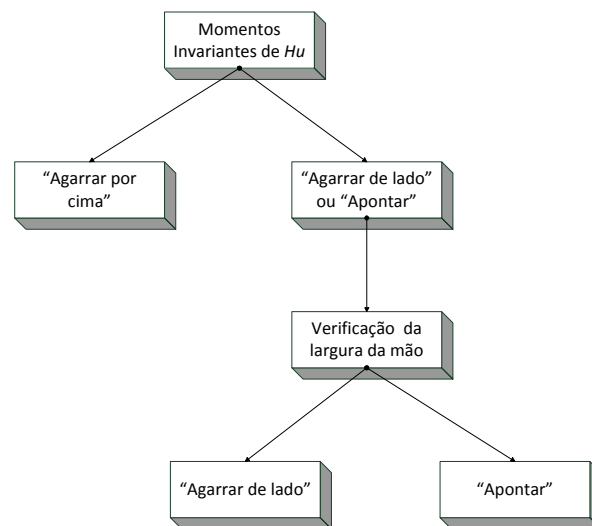 Momentos
Invariantes de Hu
“Agarrar por
cima”
“Agarrar de lado”
ou “Apontar”
Verificação da
largura da mão
“Agarrar de lado”
“Apontar”